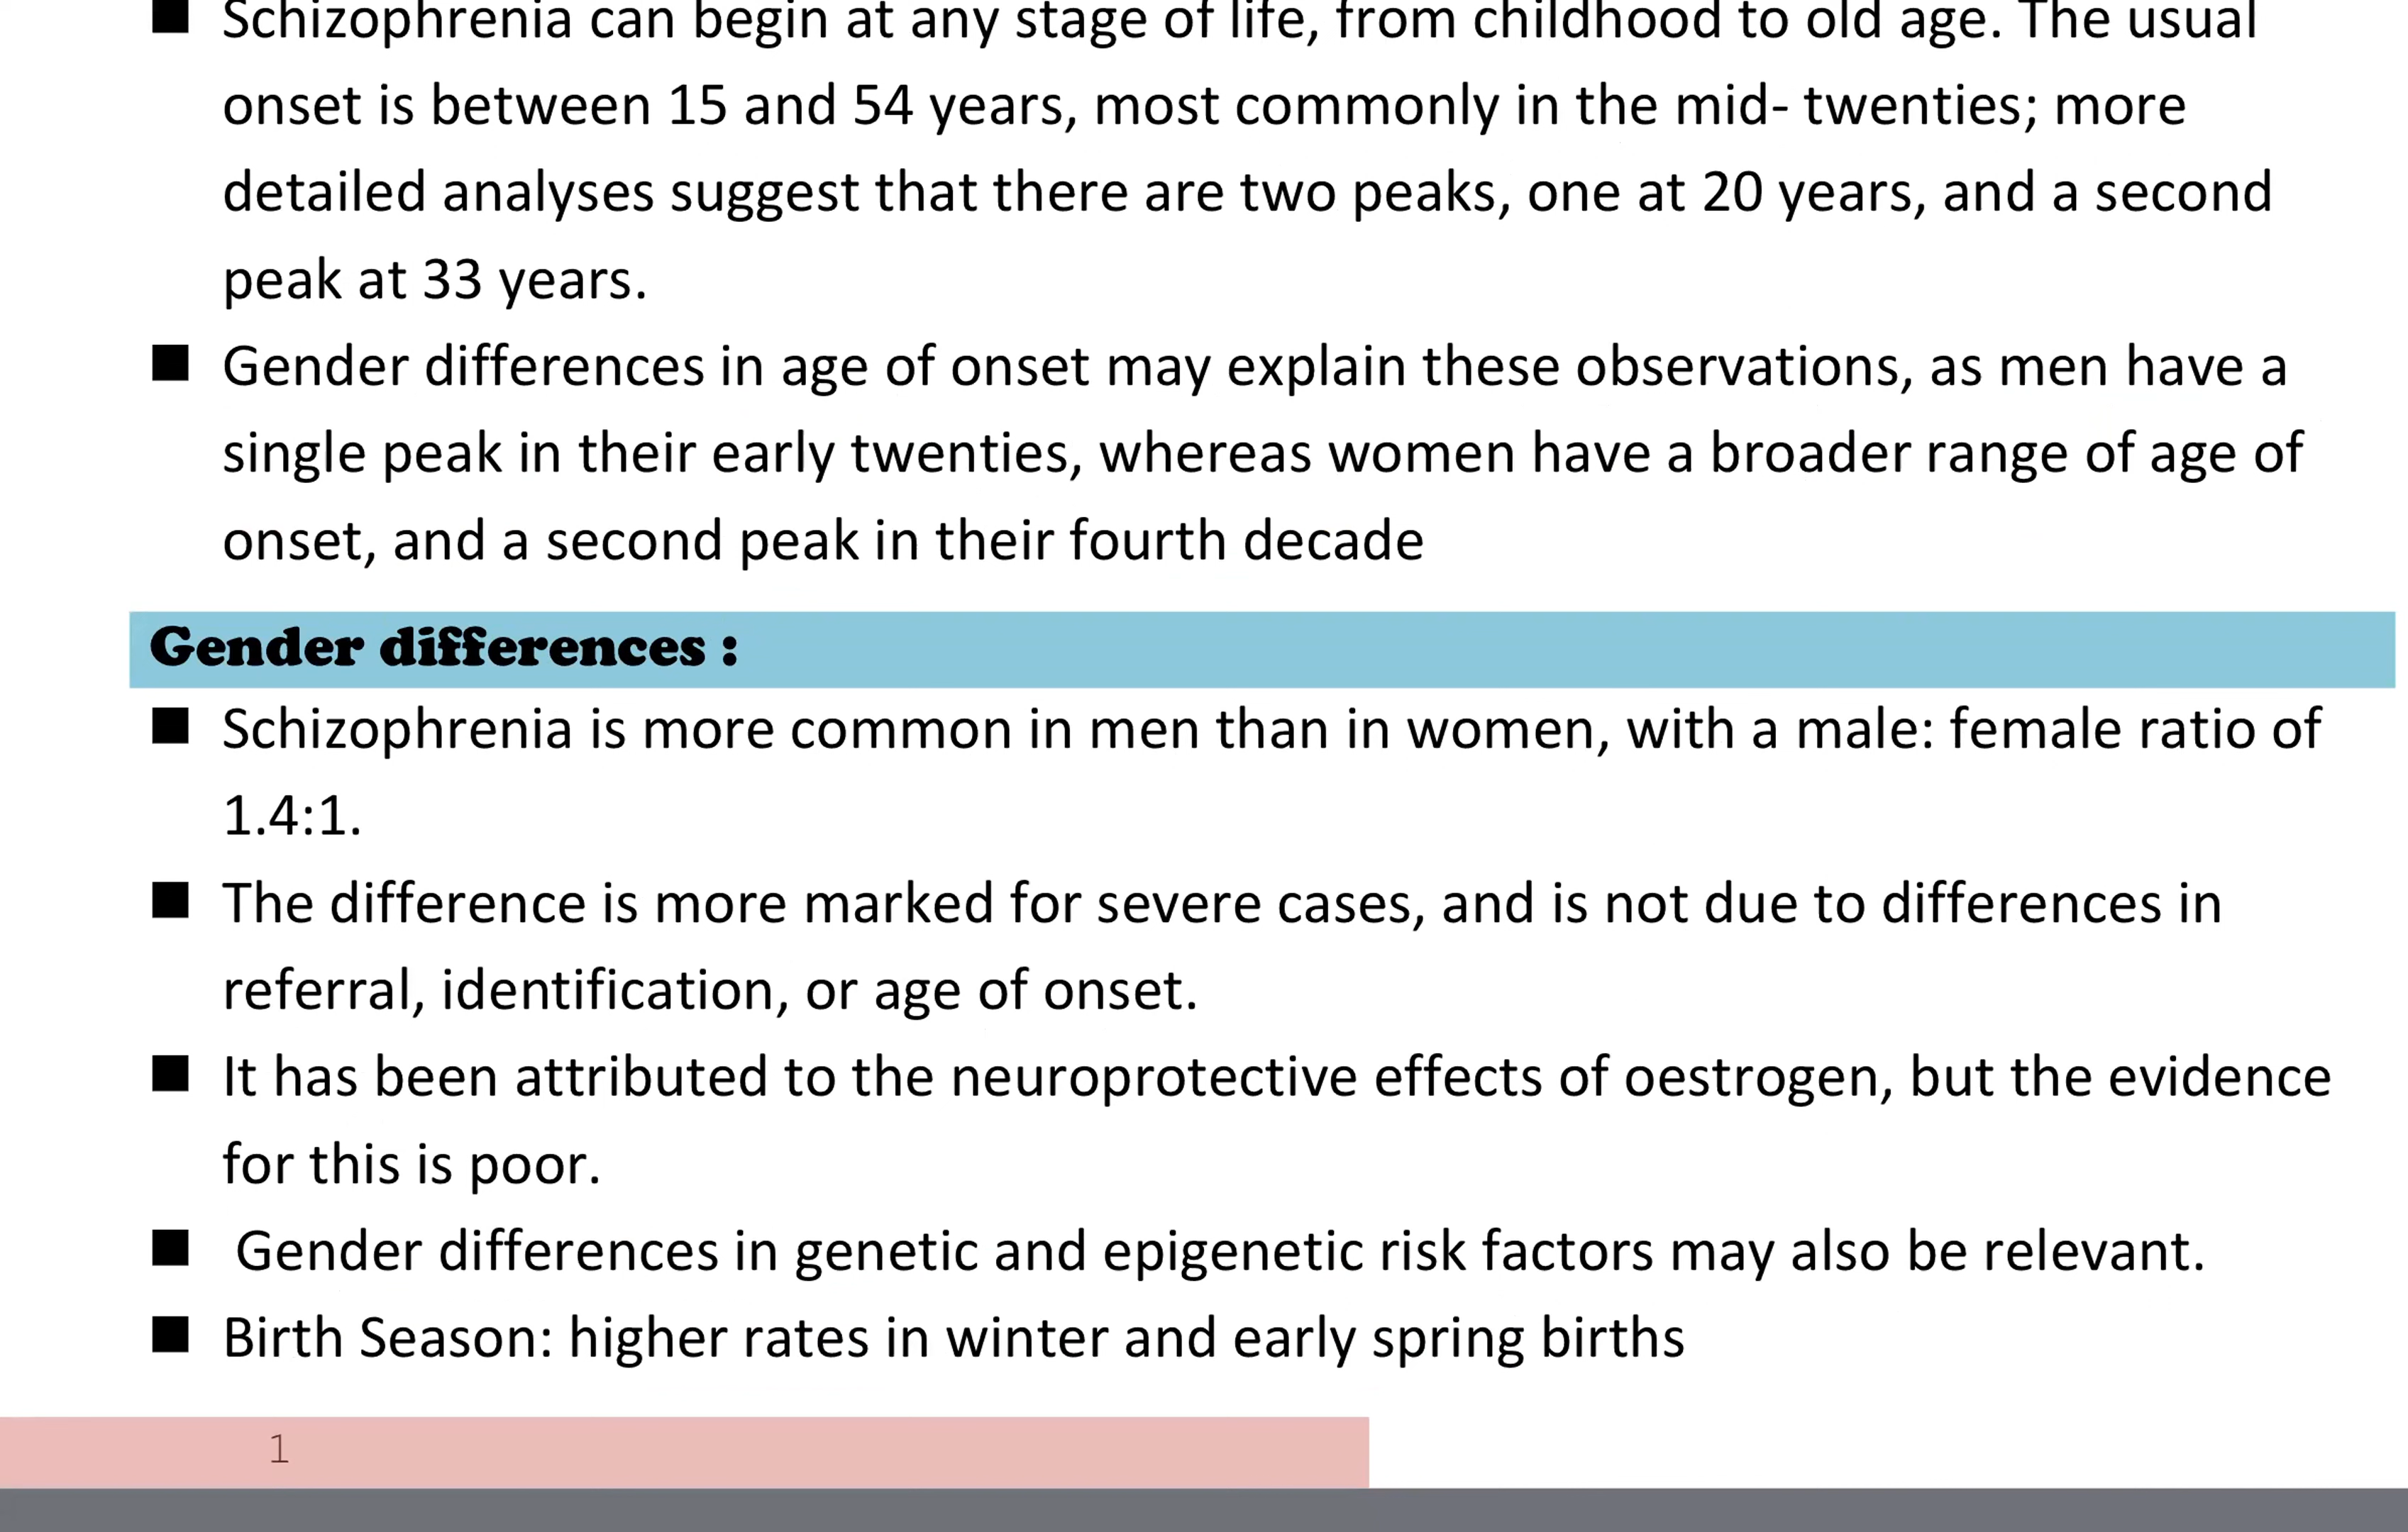 ■ Schizophrenia can begin at any stage of life, from childhood to old age. The usual
onset is between 15 and 54 years, most commonly in the mid- twenties; more
detailed analyses suggest that there are two peaks, one at 20 years, and a second
peak at 33 years.
■ Gender differences in age of onset may explain these observations, as men have a
single peak in their early twenties, whereas women have a broader range of age of
onset, and a second peak in their fourth decade
Gender differences :
■ Schizophrenia is more common in men than in women, with a male: female ratio of
1.4:1.
■ The difference is more marked for severe cases, and is not due to differences in
referral, identification, or age of onset.
■ It has been attributed to the neuroprotective effects of oestrogen, but the evidence
for this is poor.
■ Gender differences in genetic and epigenetic risk factors may also be relevant.
■ Birth Season: higher rates in winter and early spring births
1